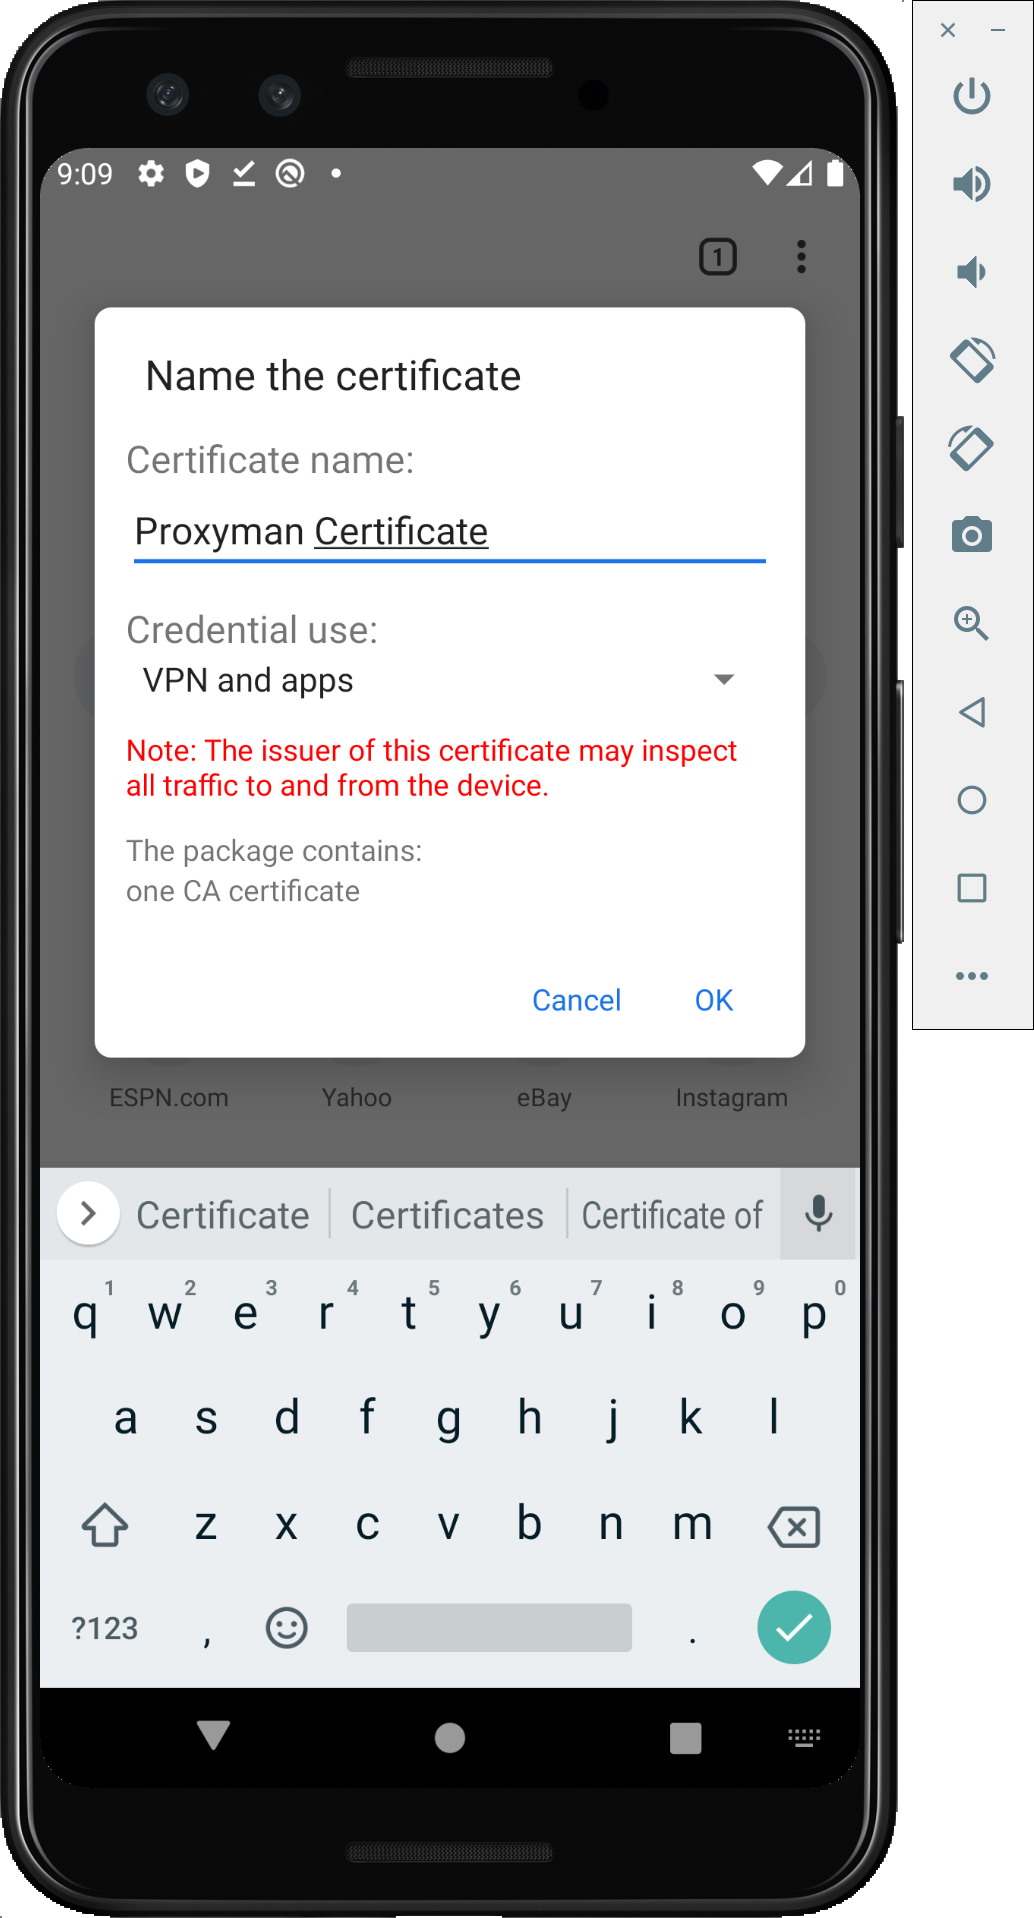 9:09
1
Name the certificate
Certificate name:
Proxyman Certificate
Credential use:
VPN and apps
Note: The issuer of this certificate may inspect
all traffic to and from the device.
The package contains:
one CA certificate
Cancel OK
ESPN.com Yahoo eBay Instagram
Certificate Certificates Certificate of
1 2 3 4 5 6 7 8 9 0
q w e r t y u i o p
a s d f g h j k l
z x c v b n m
?123 , .